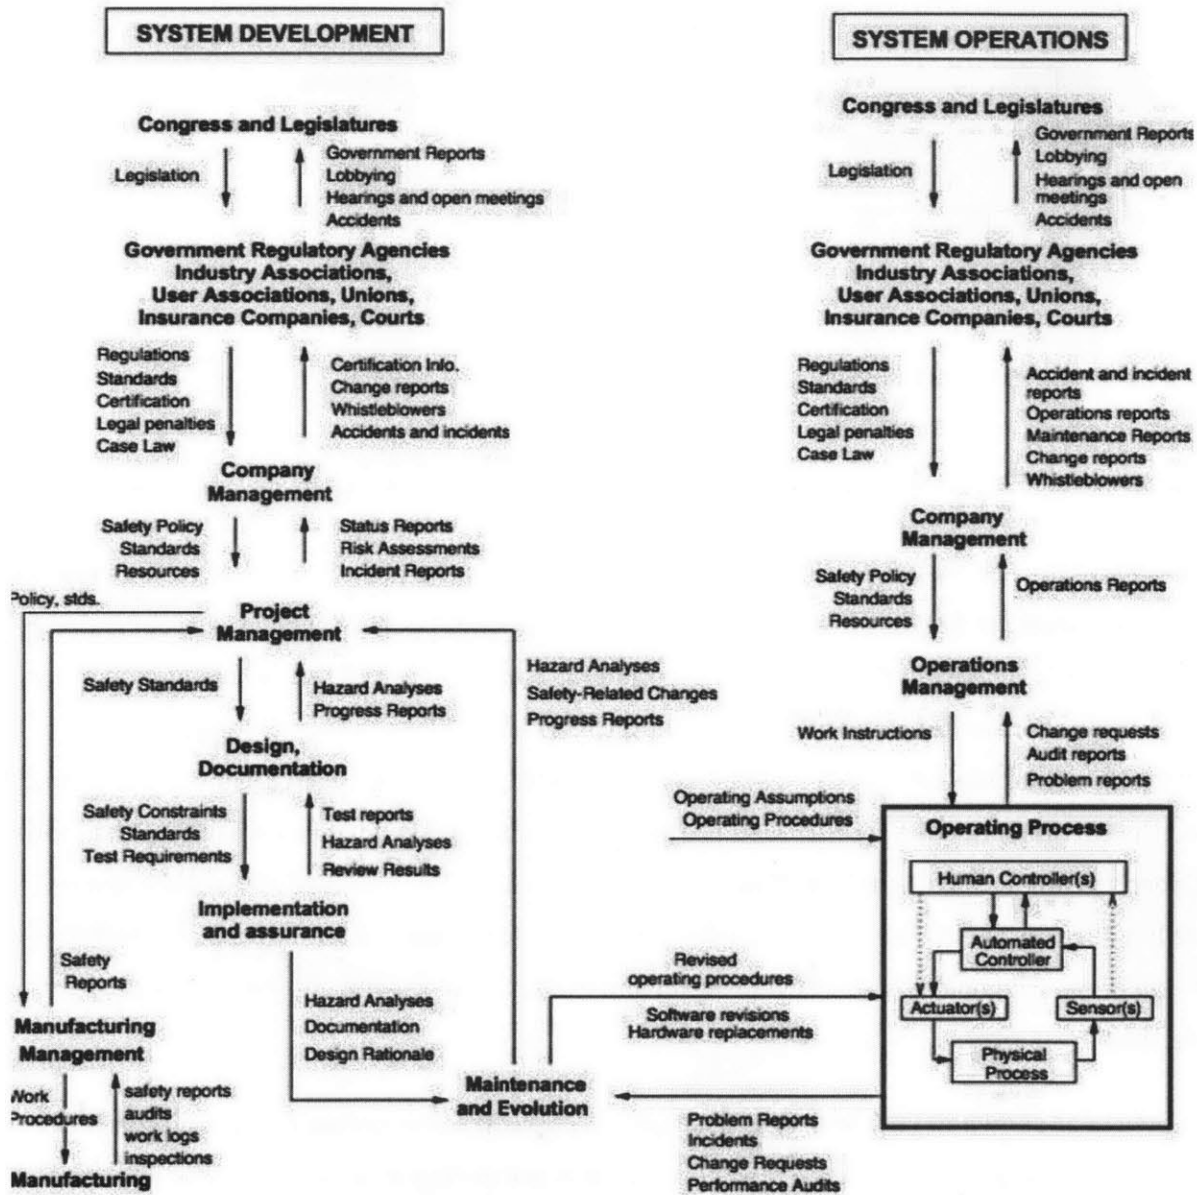 SYSTEM DEVELOPMENT
Congress and Legislatures
Legislation
Government Reports
Lobbying
Hearings and open meetings
Accidents
Government Regulatory Agencies
Industry Associations,
User Associations, Unions,
Insurance Companies, Courts
Regulations
Standards
Certification
Legal penalties
Case Law
Certification Info.
Change reports
Whistleblowers
Accidents and incidents
Company
Management
Safety Policy
Standards
Resources
Status Reports
Risk Assessments
Incident Reports
Policy, stds.
Project
Management
Safety Standards
Hazard Analyses
Progress Reports
Hazard Analyses
Safety-Related Changes
Progress Reports
Design,
Documentation
Safety Constraints
Standards
Test Requirements
Test reports
Hazard Analyses
Review Results
Implementation
and assurance
Safety
Reports
Hazard Analyses
Documentation
Design Rationale
Manufacturing
Management
Work
Procedures
safety reports
audits
work logs
inspections
Manufacturing
Maintenance
and Evolution
SYSTEM OPERATIONS
Congress and Legislatures
Legislation
Government Reports
Lobbying
Hearings and open
meetings
Accidents
Government Regulatory Agencies
Industry Associations,
User Associations, Unions,
Insurance Companies, Courts
Regulations
Standards
Certification
Legal penalties
Case Law
Accident and incident
reports
Operations reports
Maintenance Reports
Change reports
Whistleblowers
Company
Management
Safety Policy
Standards
Resources
Operations Reports
Operations
Management
Work Instructions
Change requests
Audit reports
Problem reports
Operating Assumptions
Operating Procedures
Operating Process
Human Controller(s)
Automated
Controller
Actuator(s)
Sensor(s)
Physical
Process
Revised
operating procedures
Software revisions
Hardware replacements
Problem Reports
Incidents
Change Requests
Performance Audits